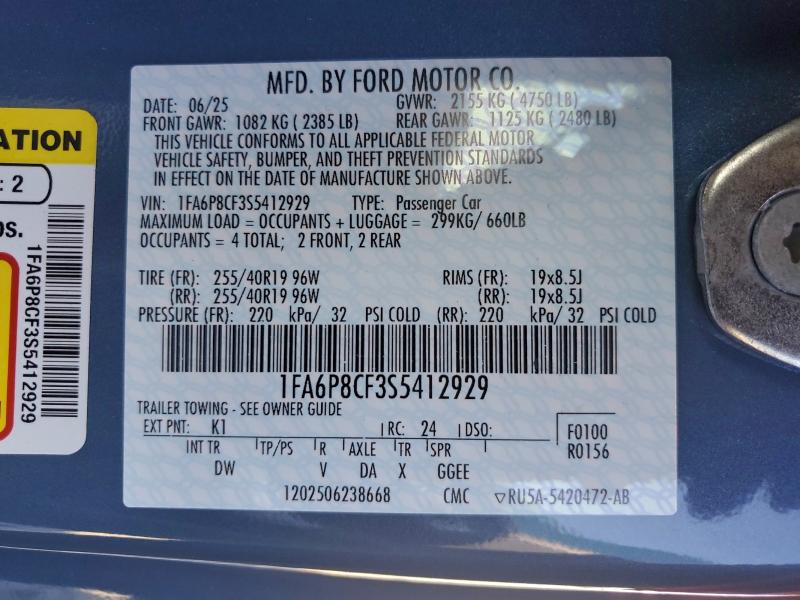 MFD. BY FORD MOTOR CO.
DATE: 06/25 GVWR: 2155 KG ( 4750 LB)
FRONT GAWR: 1082 KG ( 2385 LB) REAR GAWR: 1125 KG ( 2480 LB)
THIS VEHICLE CONFORMS TO ALL APPLICABLE FEDERAL MOTOR
VEHICLE SAFETY, BUMPER, AND THEFT PREVENTION STANDARDS
IN EFFECT ON THE DATE OF MANUFACTURE SHOWN ABOVE.
VIN: 1FA6P8CF3S5412929 TYPE: Passenger Car
MAXIMUM LOAD = OCCUPANTS + LUGGAGE = 299KG/ 660LB
OCCUPANTS = 4 TOTAL; 2 FRONT, 2 REAR
TIRE (FR): 255/40R19 96W RIMS (FR): 19x8.5J
(RR): 255/40R19 96W (RR): 19x8.5J
PRESSURE (FR): 220 kPa/ 32 PSI COLD (RR): 220 kPa/ 32 PSI COLD
1FA6P8CF3S5412929
TRAILER TOWING - SEE OWNER GUIDE
EXT PNT: K1 RC: 24 DSO: F0100
R0156
INT TR TP/PS R AXLE TR SPR
DW V DA X GGEE
1202506238668 CMC ▽RU5A-5420472-AB
ATION
: 2
os.
1FA6P8CF3S5412929